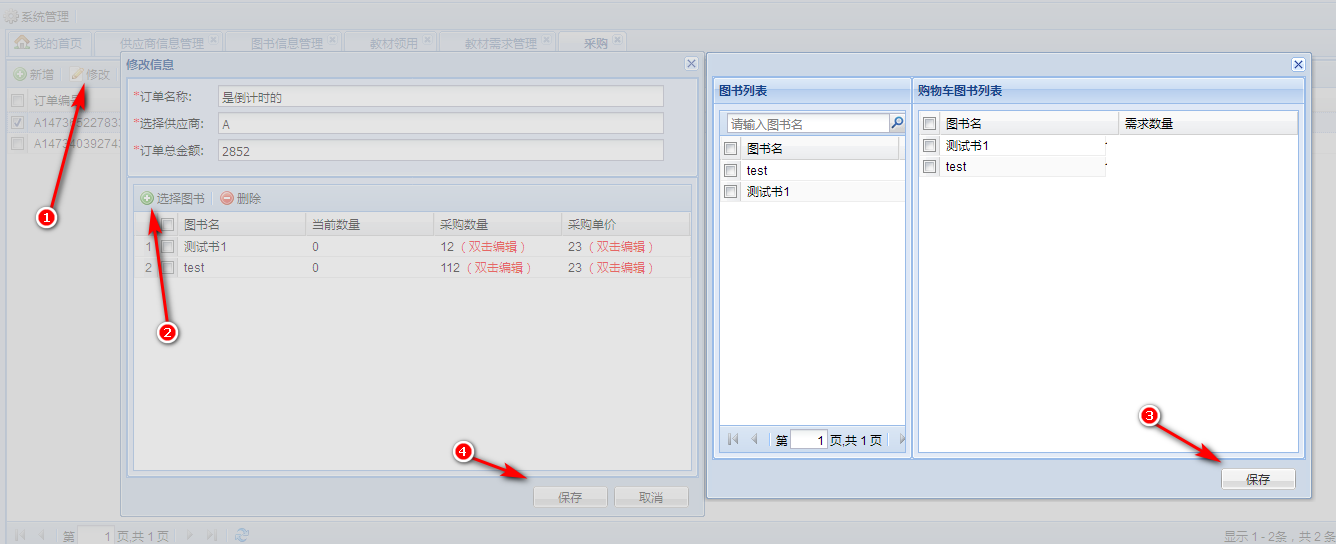 系统管理
我的首页 供应商信息管理 图书信息管理 教材领用 教材需求管理 采购
新增 修改
订单编
A14736522783
A14734039274
修改信息
*订单名称: 是倒计时的
*选择供应商: A
*订单总金额: 2852
选择图书 删除
图书名 当前数量 采购数量 采购单价
1 测试书1 0 12（双击编辑） 23（双击编辑）
2 test 0 112（双击编辑） 23（双击编辑）
保存 取消
图书列表
请输入图书名
图书名
test
测试书1
第 1 页,共 1 页
购物车图书列表
图书名 需求数量
测试书1
test
保存
第 1 页,共 1 页
显示 1 - 2条，共 2 条
1
2
3
4